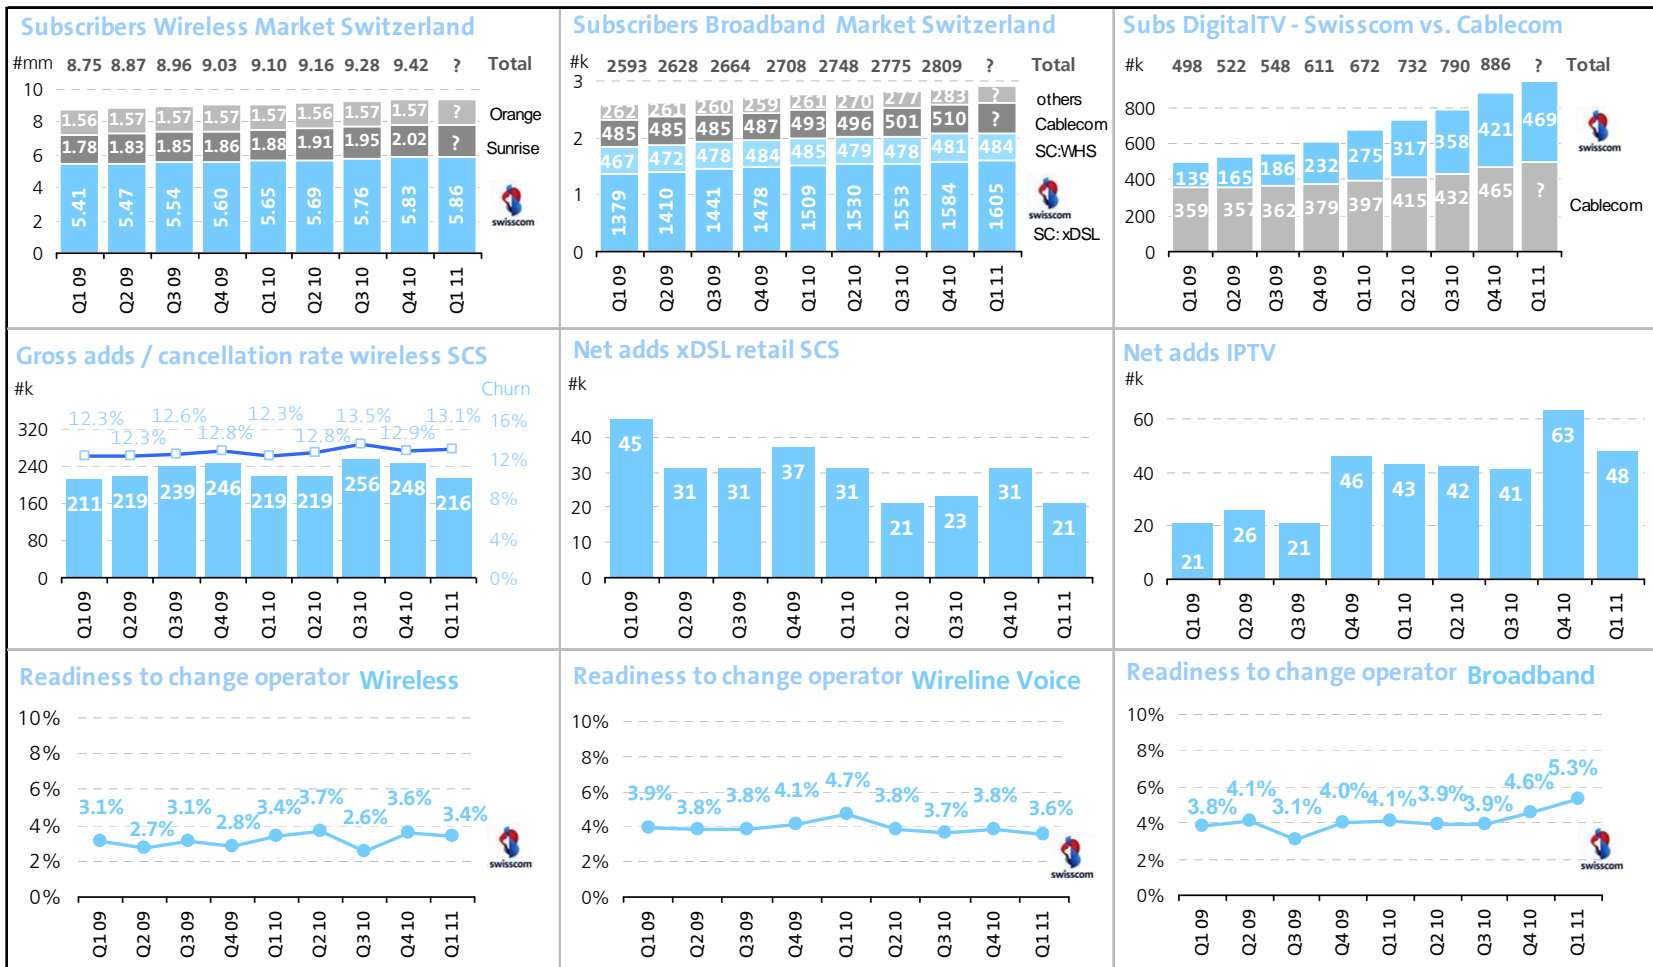 Subscribers Wireless Market Switzerland
#mm 8.75 8.87 8.96 9.03 9.10 9.16 9.28 9.42 ? Total
10
8
6
4
2
0
1.56 1.57 1.57 1.57 1.57 1.56 1.57 1.57 ? Orange
1.78 1.83 1.85 1.86 1.88 1.91 1.95 2.02 ? Sunrise
5.41 5.47 5.54 5.60 5.65 5.69 5.76 5.83 5.86
swisscom
Q1 09 Q2 09 Q3 09 Q4 09 Q1 10 Q2 10 Q3 10 Q4 10 Q1 11
Subscribers Broadband Market Switzerland
#k 2593 2628 2664 2708 2748 2775 2809 ? Total
3
2
1
0
262 261 260 259 261 270 277 283 ? others
485 485 485 487 493 496 501 510 ? Cablecom
467 472 478 484 485 479 478 481 484 SC:WHS
1379 1410 1441 1478 1509 1530 1553 1584 1605
swisscom
SC: xDSL
Q1 09 Q2 09 Q3 09 Q4 09 Q1 10 Q2 10 Q3 10 Q4 10 Q1 11
Subs DigitalTV - Swisscom vs. Cablecom
#k 498 522 548 611 672 732 790 886 ? Total
800
600
400
200
0
139 165 186 232 275 317 358 421 469
swisscom
359 357 362 379 397 415 432 465 ? Cablecom
Q1 09 Q2 09 Q3 09 Q4 09 Q1 10 Q2 10 Q3 10 Q4 10 Q1 11
Gross adds / cancellation rate wireless SCS
#k Churn
320
240
160
80
0
16%
12%
8%
4%
0%
12.3% 12.3% 12.6% 12.8% 12.3% 12.8% 13.5% 12.9% 13.1%
211 219 239 246 219 219 256 248 216
Q1 09 Q2 09 Q3 09 Q4 09 Q1 10 Q2 10 Q3 10 Q4 10 Q1 11
Net adds xDSL retail SCS
#k
40
30
20
10
0
45 31 31 37 31 21 23 31 21
Q1 09 Q2 09 Q3 09 Q4 09 Q1 10 Q2 10 Q3 10 Q4 10 Q1 11
Net adds IPTV
#k
60
40
20
0
21 26 21 46 43 42 41 63 48
Q1 09 Q2 09 Q3 09 Q4 09 Q1 10 Q2 10 Q3 10 Q4 10 Q1 11
Readiness to change operator Wireless
10%
8%
6%
4%
2%
0%
3.1% 2.7% 3.1% 2.8% 3.4% 3.7% 2.6% 3.6% 3.4%
swisscom
Q1 09 Q2 09 Q3 09 Q4 09 Q1 10 Q2 10 Q3 10 Q4 10 Q1 11
Readiness to change operator Wireline Voice
10%
8%
6%
4%
2%
0%
3.9% 3.8% 3.8% 4.1% 4.7% 3.8% 3.7% 3.8% 3.6%
swisscom
Q1 09 Q2 09 Q3 09 Q4 09 Q1 10 Q2 10 Q3 10 Q4 10 Q1 11
Readiness to change operator Broadband
10%
8%
6%
4%
2%
0%
3.8% 4.1% 3.1% 4.0% 4.1% 3.9% 3.9% 4.6% 5.3%
swisscom
Q1 09 Q2 09 Q3 09 Q4 09 Q1 10 Q2 10 Q3 10 Q4 10 Q1 11